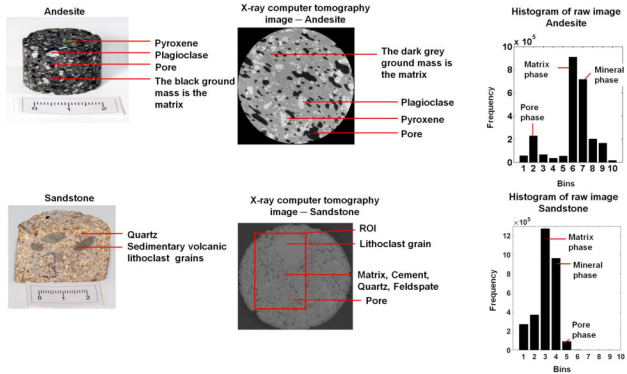 Andesite
Pyroxene
Plagioclase
Pore
The black ground
mass is the
matrix
0 1 2
X-ray computer tomography
image — Andesite
The dark grey
ground mass is
the matrix
Plagioclase
Pyroxene
Pore
Histogram of raw image
Andesite
10 × 10⁵
8
6
4
2
0
Frequency
Matrix
phase
Mineral
phase
Pore
phase
1 2 3 4 5 6 7 8 9 10
Bins
Sandstone
Quartz
Sedimentary volcanic
lithoclast grains
0 1 2
X-ray computer tomography
image — Sandstone
ROI
Lithoclast grain
Matrix, Cement,
Quartz, Feldspate
Pore
Histogram of raw image
Sandstone
× 10⁵
12
10
8
6
4
2
0
Frequency
Matrix
phase
Mineral
phase
Pore
phase
1 2 3 4 5 6 7 8 9 10
Bins